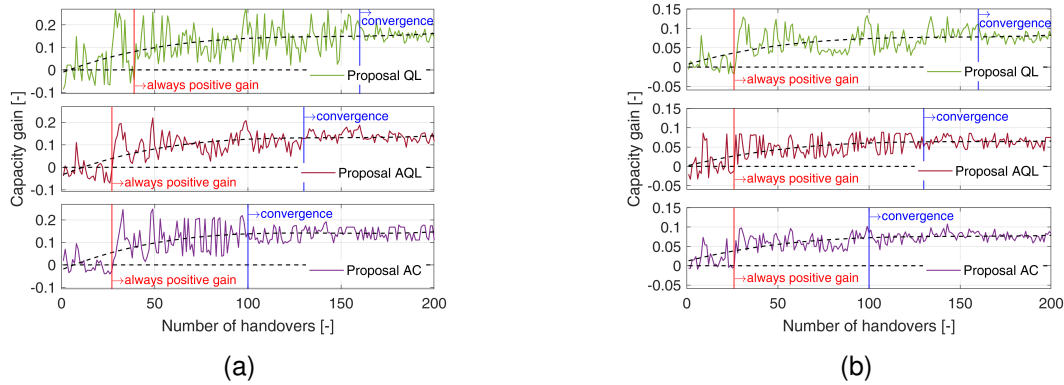 Capacity gain [-]
0.2
0.1
0
0.1
convergence
always positive gain
Proposal QL
0.2
0.1
0
0.1
convergence
always positive gain
Proposal AQL
0.2
0.1
0
0.1
convergence
always positive gain
Proposal AC
0
50
100
150
200
Number of handovers [-]
(a)
Capacity gain [-]
0.15
0.1
0.05
0
-0.05
convergence
always positive gain
Proposal QL
0.15
0.1
0.05
0
-0.05
convergence
always positive gain
Proposal AQL
0.15
0.1
0.05
0
-0.05
convergence
always positive gain
Proposal AC
0
50
100
150
200
Number of handovers [-]
(b)